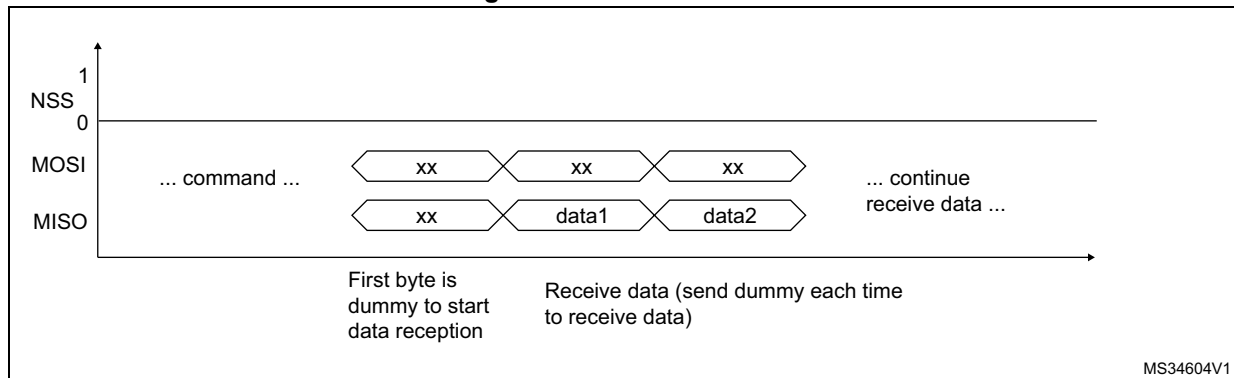 1
NSS
0
MOSI
... command ...
xx
xx
xx
... continue
receive data ...
MISO
xx
data1
data2
First byte is
dummy to start
data reception
Receive data (send dummy each time
to receive data)
MS34604V1